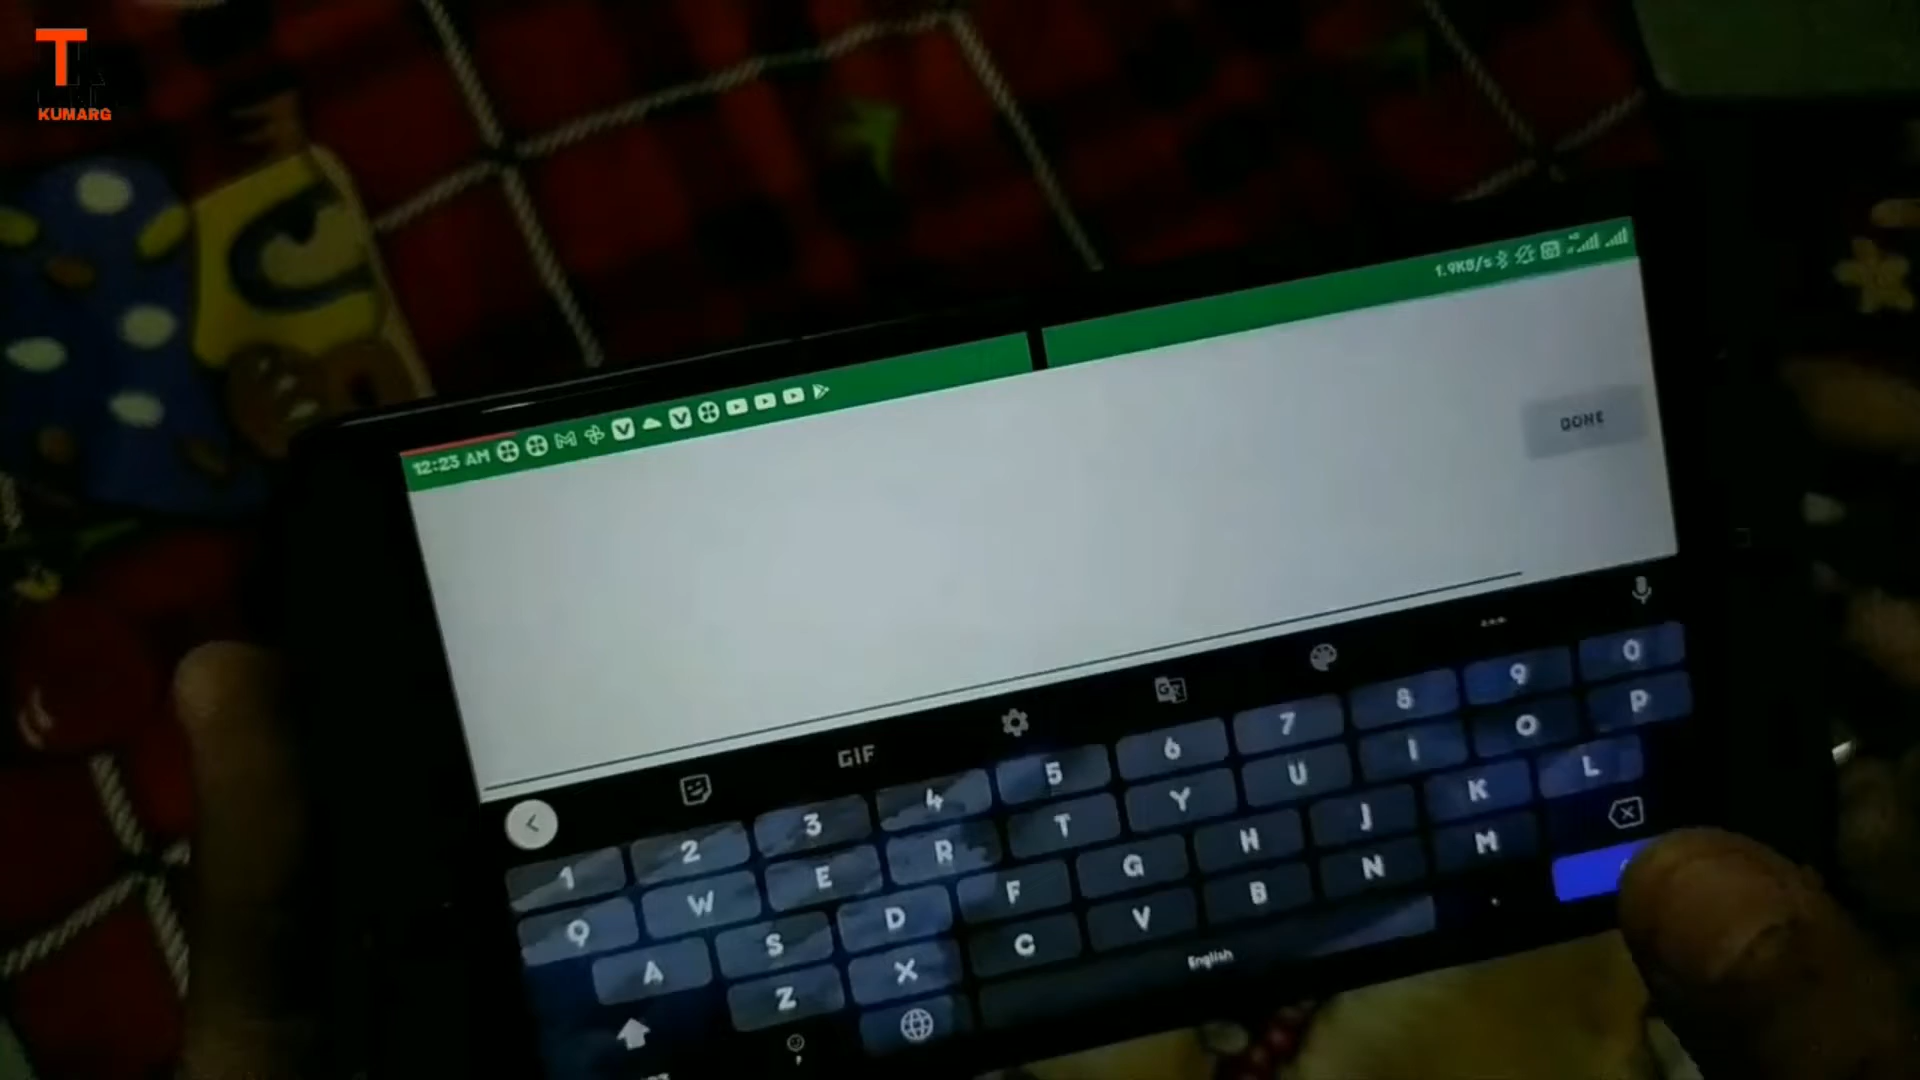 T
KUMARG
1.9KB/s
12:23 AM
DONE
GIF
1 2 3 4 5 6 7 8 9 0
Q W E R T Y U I O P
A S D F G H J K L
Z X C V B N M
English